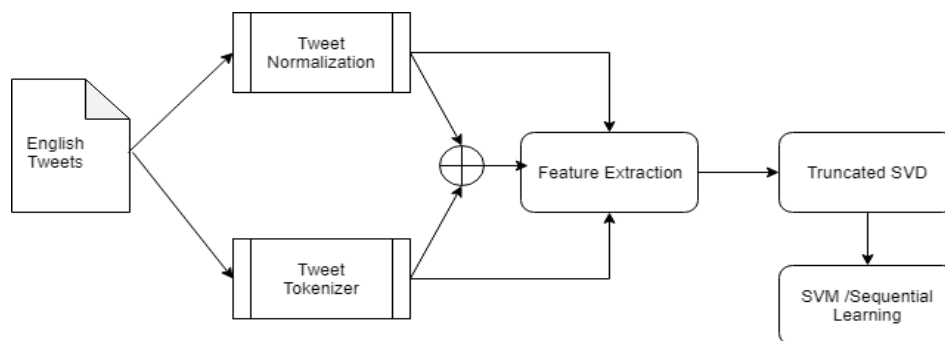 Tweet
Normalization
English
Tweets
Feature Extraction
Truncated SVD
Tweet
Tokenizer
SVM /Sequential
Learning